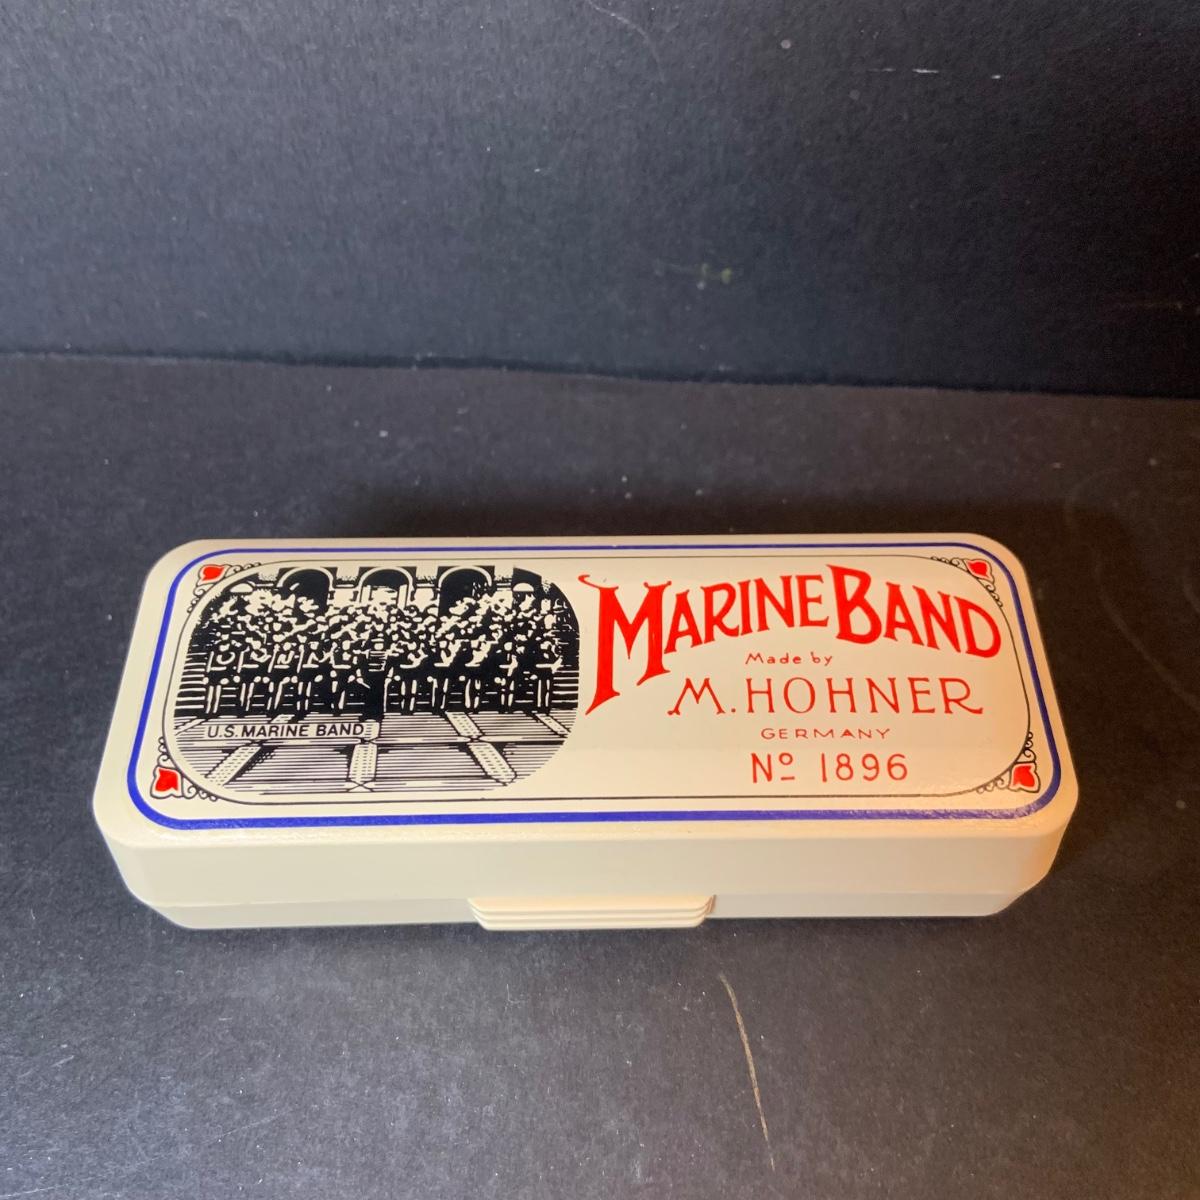 U.S. MARINE BAND
MARINE BAND
Made by
M. HOHNER
GERMANY
Nº 1896